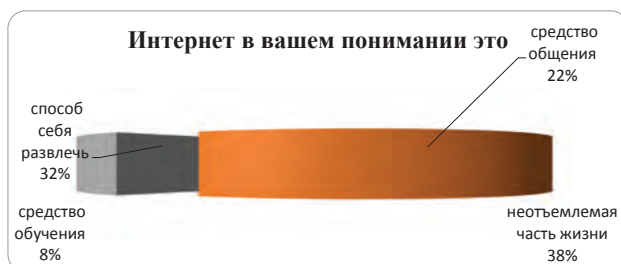 Интернет в вашем понимании это
средство
общения
22%
способ
себя
развлечь
32%
средство
обучения
8%
неотъемлемая
часть жизни
38%